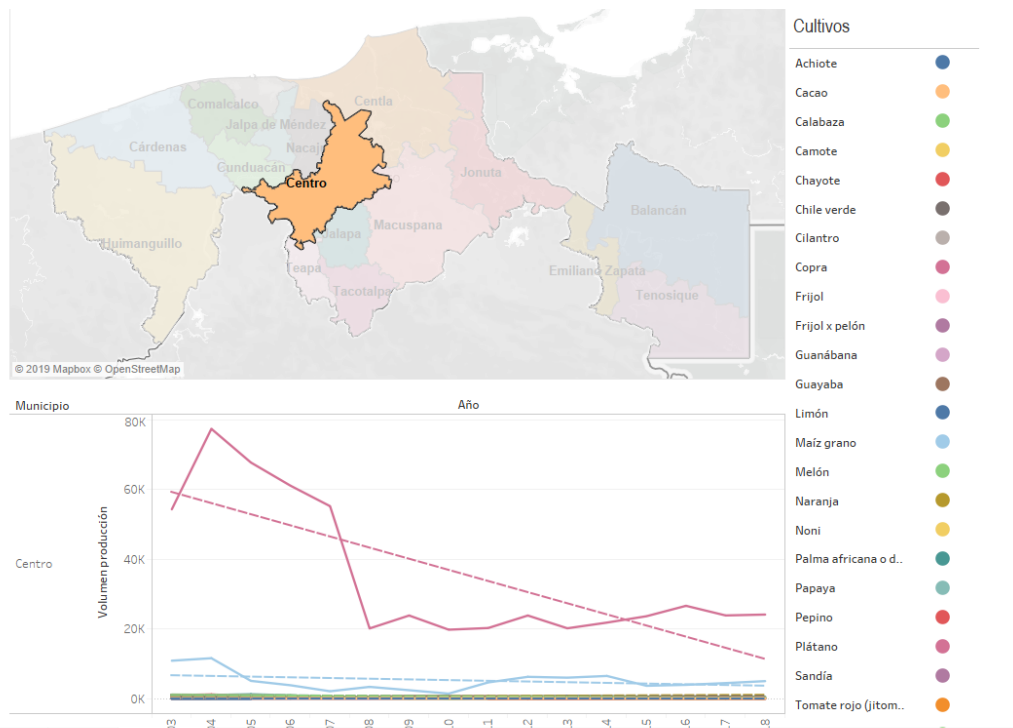 Cultivos
Achiote
Cacao
Calabaza
Camote
Chayote
Chile verde
Cilantro
Copra
Frijol
Frijol x pelón
Guanábana
Guayaba
Limón
Maíz grano
Melón
Naranja
Noni
Palma africana o d..
Papaya
Pepino
Plátano
Sandía
Tomate rojo (jitom..
Comalcalco
Centla
Jalpa de Méndez
Cárdenas
Nacaj
Cunduacán
Centro
Jonuta
Balancán
Macuspana
Jalapa
Huimanguillo
Teapa
Emiliano Zapata
Tacotalpa
Tenosique
© 2019 Mapbox © OpenStreetMap
Municipio
Año
Centro
Volumen producción
80K
60K
40K
20K
0K